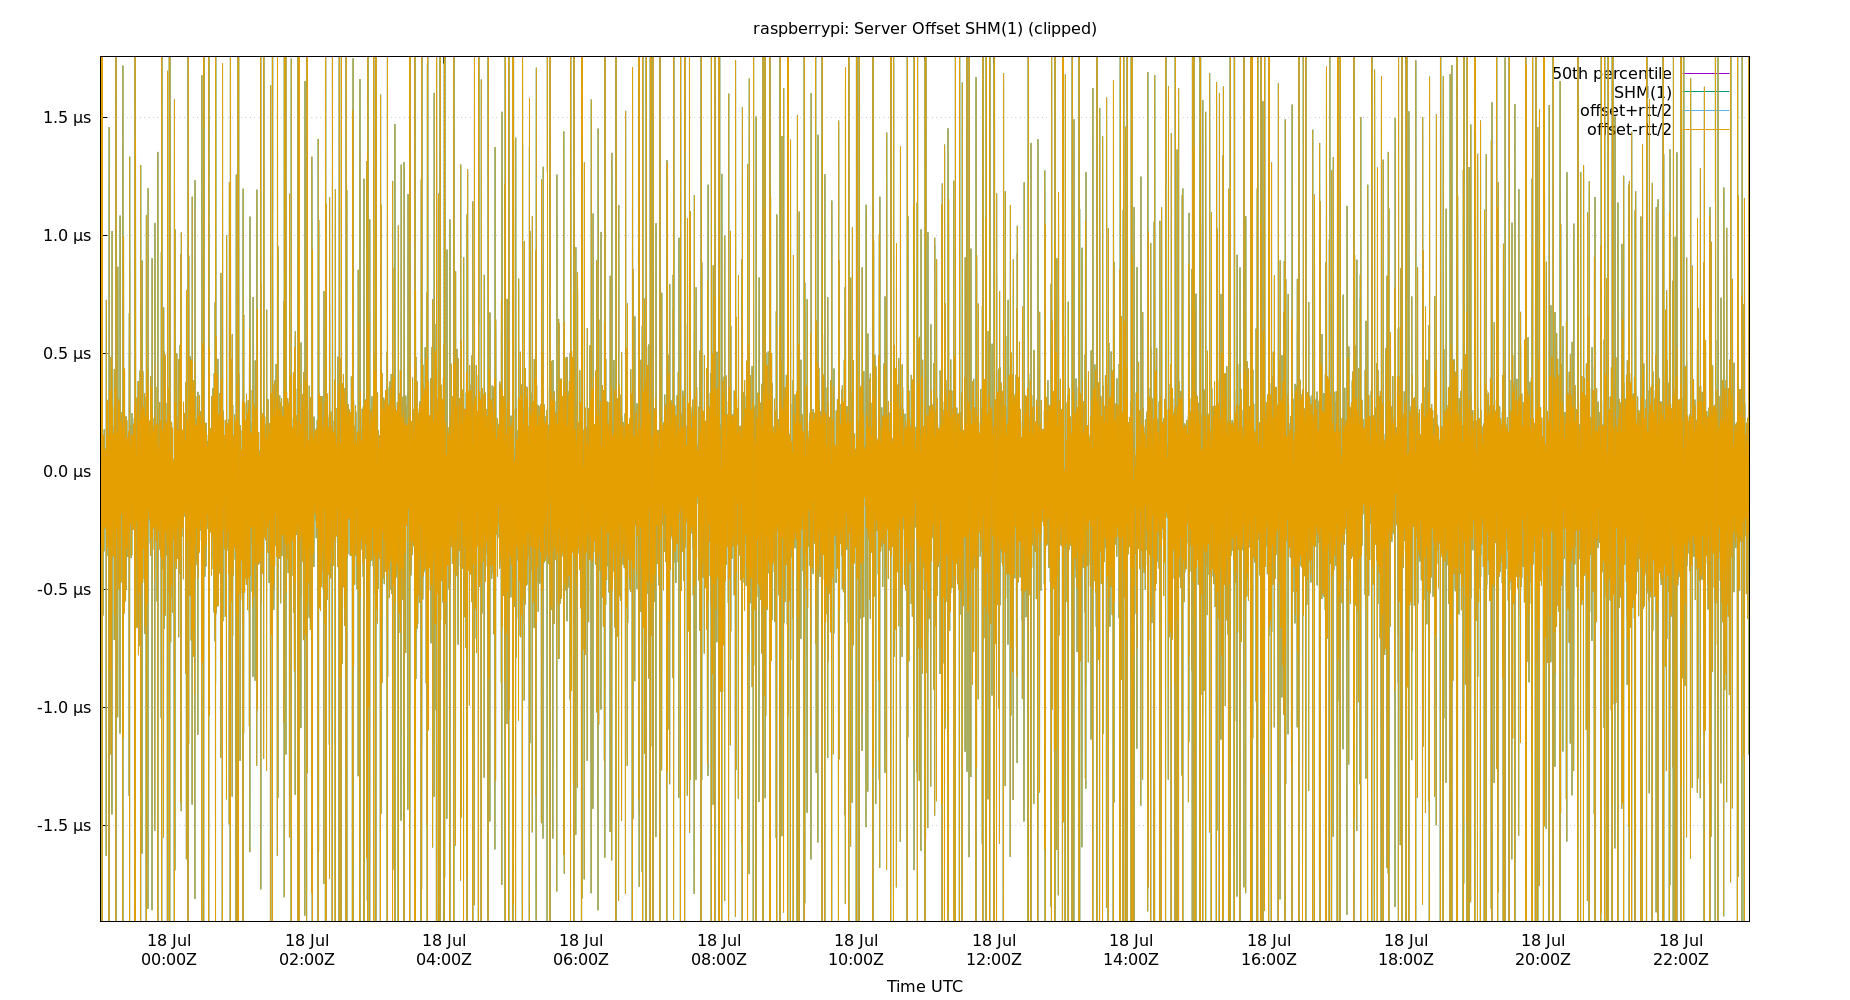 raspberrypi: Server Offset SHM(1) (clipped)
50th percentile
SHM(1)
offset+rtt/2
offset-rtt/2
1.5 µs
1.0 µs
0.5 µs
0.0 µs
-0.5 µs
-1.0 µs
-1.5 µs
18 Jul 18 Jul 18 Jul 18 Jul 18 Jul 18 Jul 18 Jul 18 Jul 18 Jul 18 Jul 18 Jul 18 Jul
00:00Z 02:00Z 04:00Z 06:00Z 08:00Z 10:00Z 12:00Z 14:00Z 16:00Z 18:00Z 20:00Z 22:00Z
Time UTC